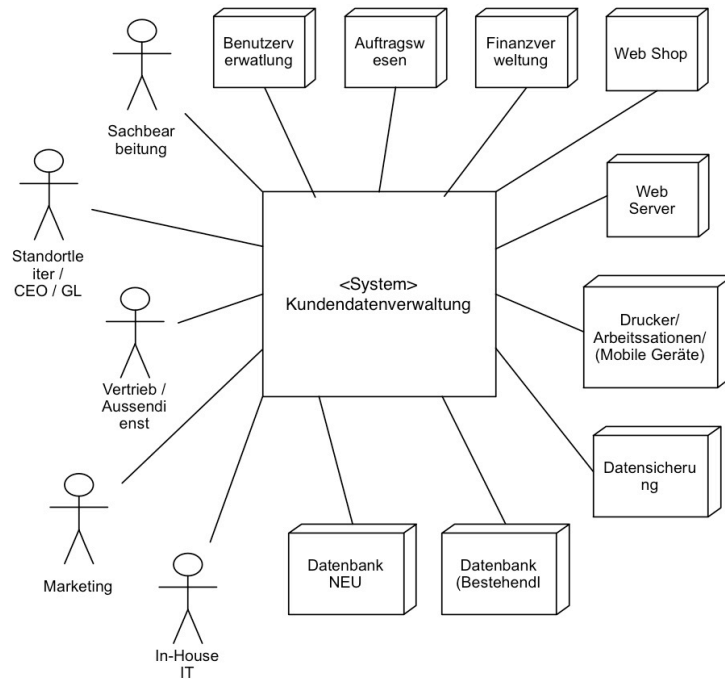 Benutzerv
erwatlung
Auftragsw
esen
Finanzver
weltung
Web Shop
Sachbear
beitung
Web
Server
Standortle
iter /
CEO / GL
<System>
Kundendatenverwaltung
Drucker/
Arbeitssationen/
(Mobile Geräte)
Vertrieb /
Aussendi
enst
Datensicheru
ng
Marketing
Datenbank
NEU
Datenbank
(Bestehendl
In-House
IT